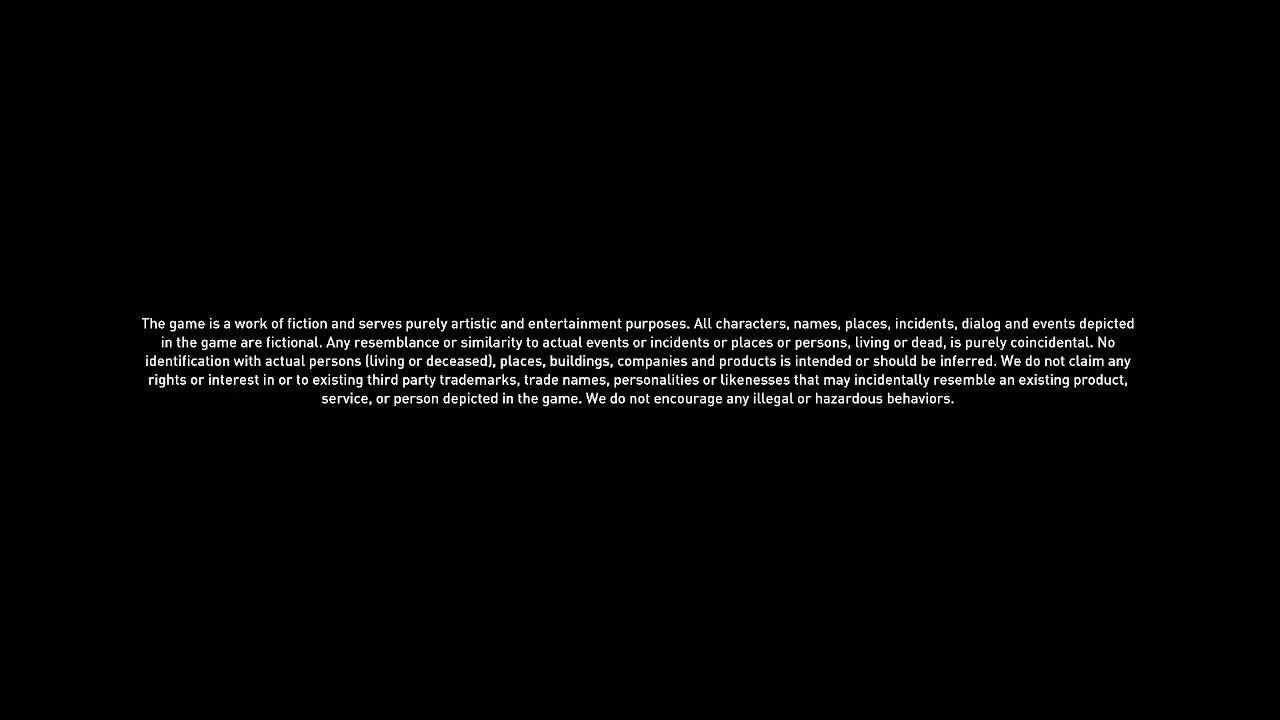 The game is a work of fiction and serves purely artistic and entertainment purposes. All characters, names, places, incidents, dialog and events depicted
in the game are fictional. Any resemblance or similarity to actual events or incidents or places or persons, living or dead, is purely coincidental. No
identification with actual persons (living or deceased), places, buildings, companies and products is intended or should be inferred. We do not claim any
rights or interest in or to existing third party trademarks, trade names, personalities or likenesses that may incidentally resemble an existing product,
service, or person depicted in the game. We do not encourage any illegal or hazardous behaviors.